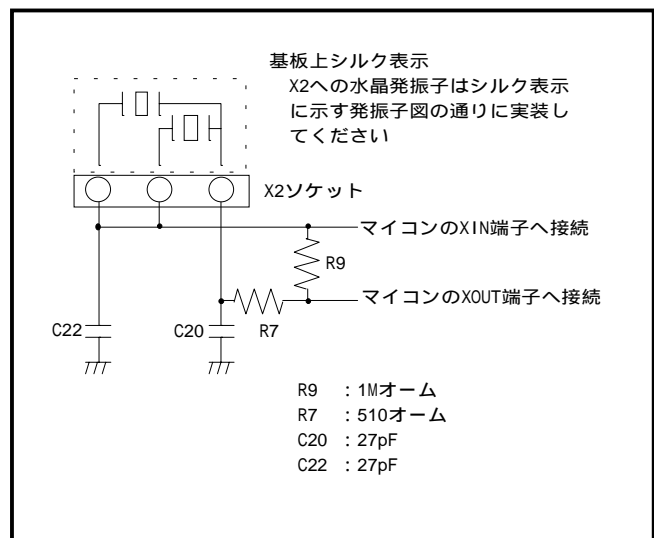 基板上シルク表示
X2への水晶発振子はシルク表示
に示す発振子図の通りに実装し
てください
X2ソケット
マイコンのXIN端子へ接続
R9
マイコンのXOUT端子へ接続
C22
C20
R7
R9 :1Mオーム
R7 :510オーム
C20 :27pF
C22 :27pF